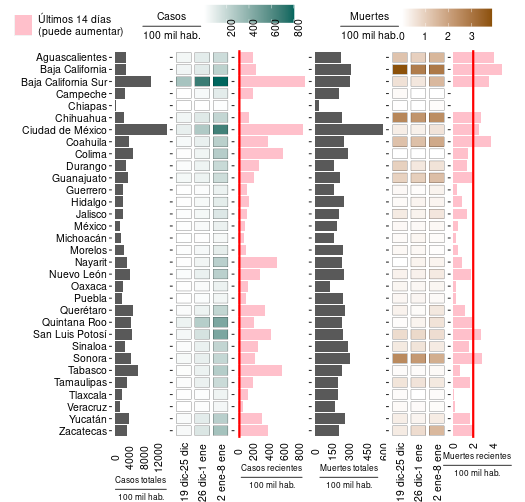 Últimos 14 días
(puede aumentar)
Casos
100 mil hab.
200
400
600
800
Muertes
100 mil hab.
0
1
2
3
Aguascalientes
Baja California
Baja California Sur
Campeche
Chiapas
Chihuahua
Ciudad de México
Coahuila
Colima
Durango
Guanajuato
Guerrero
Hidalgo
Jalisco
México
Michoacán
Morelos
Nayarit
Nuevo León
Oaxaca
Puebla
Querétaro
Quintana Roo
San Luis Potosí
Sinaloa
Sonora
Tabasco
Tamaulipas
Tlaxcala
Veracruz
Yucatán
Zacatecas
0
4000
8000
12000
Casos totales
100 mil hab.
19 dic-25 dic
26 dic-1 ene
2 ene-8 ene
0
200
400
600
800
Casos recientes
100 mil hab.
0
150
300
450
600
Muertes totales
100 mil hab.
19 dic-25 dic
26 dic-1 ene
2 ene-8 ene
0
2
4
Muertes recientes
100 mil hab.